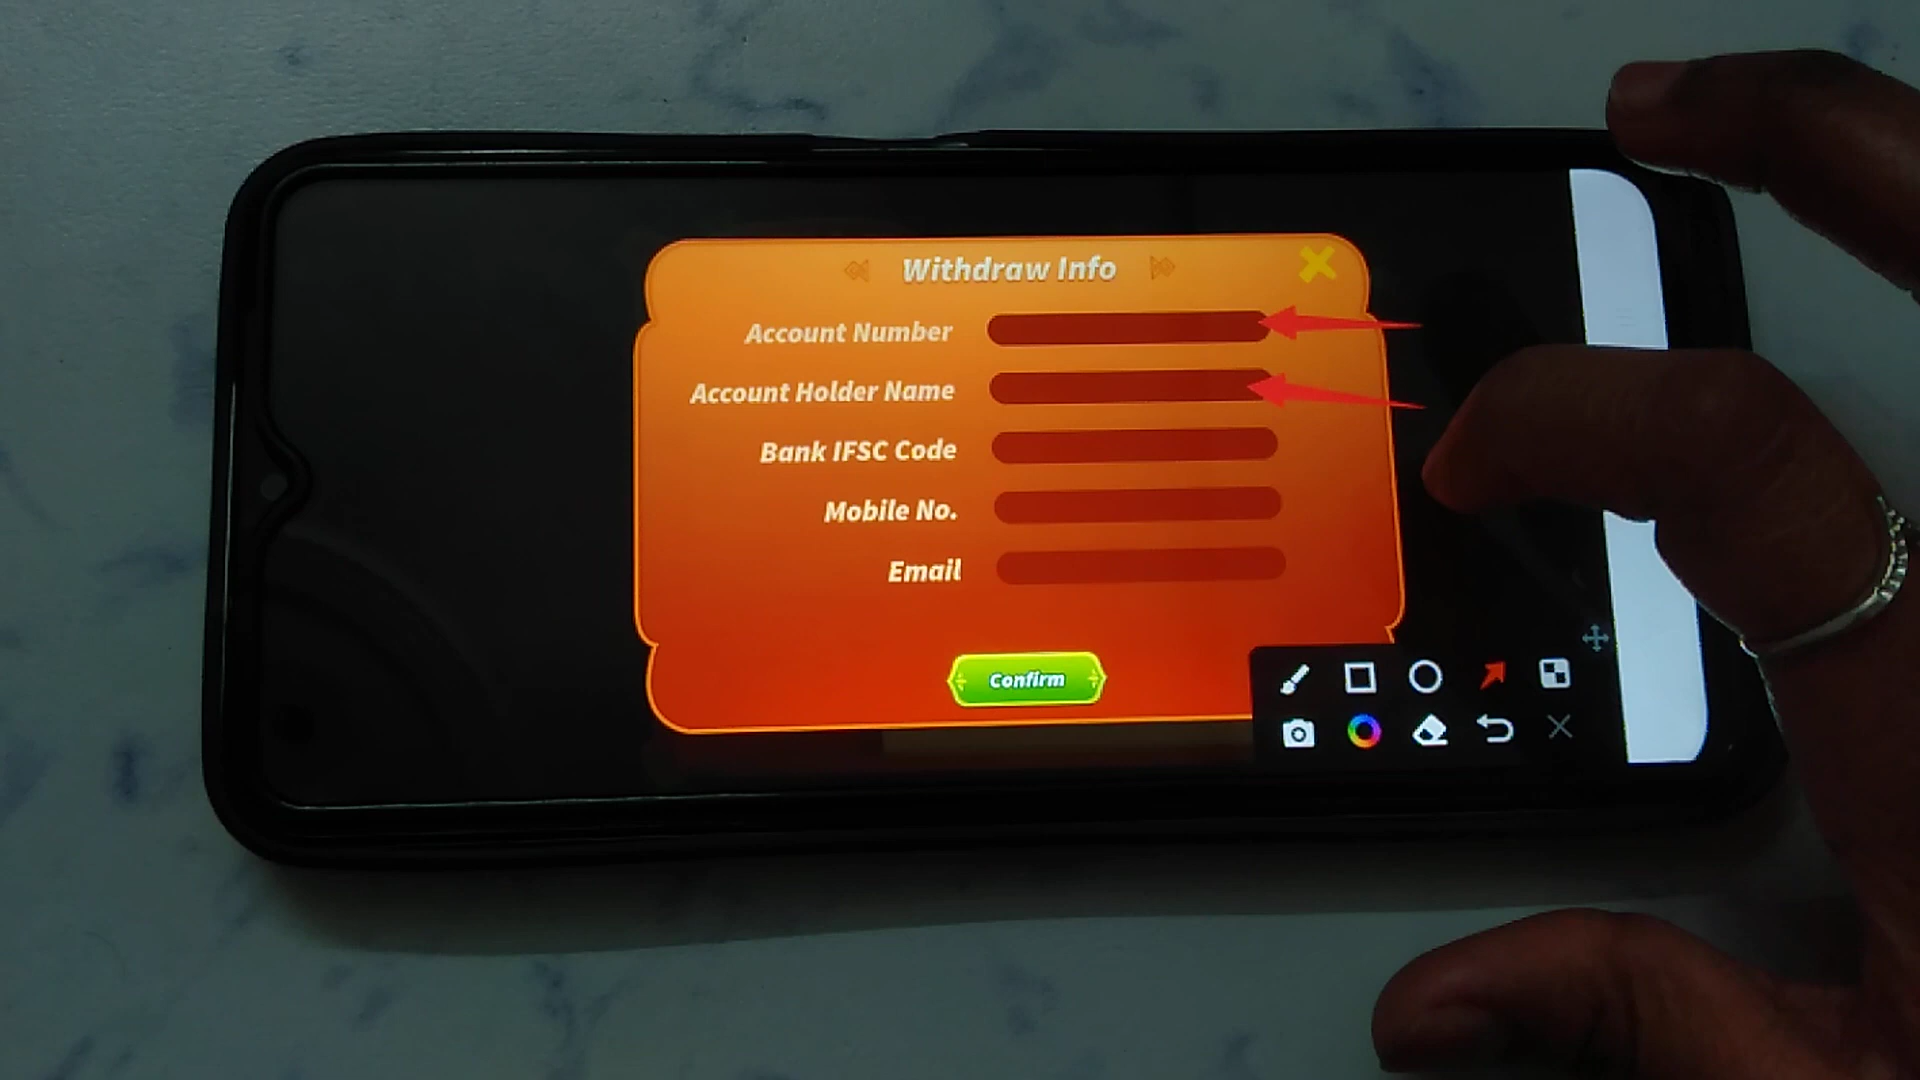 Withdraw Info
Account Number
Account Holder Name
Bank IFSC Code
Mobile No.
Email
Confirm